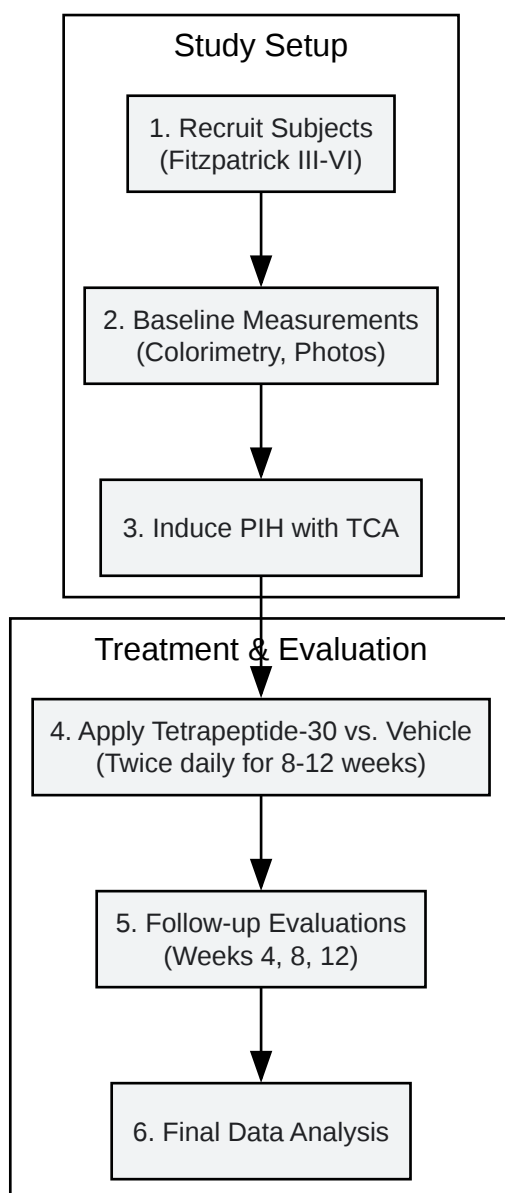 Study Setup
1. Recruit Subjects
(Fitzpatrick III-VI)
2. Baseline Measurements
(Colorimetry, Photos)
3. Induce PIH with TCA
Treatment & Evaluation
4. Apply Tetrapeptide-30 vs. Vehicle
(Twice daily for 8-12 weeks)
5. Follow-up Evaluations
(Weeks 4, 8, 12)
6. Final Data Analysis